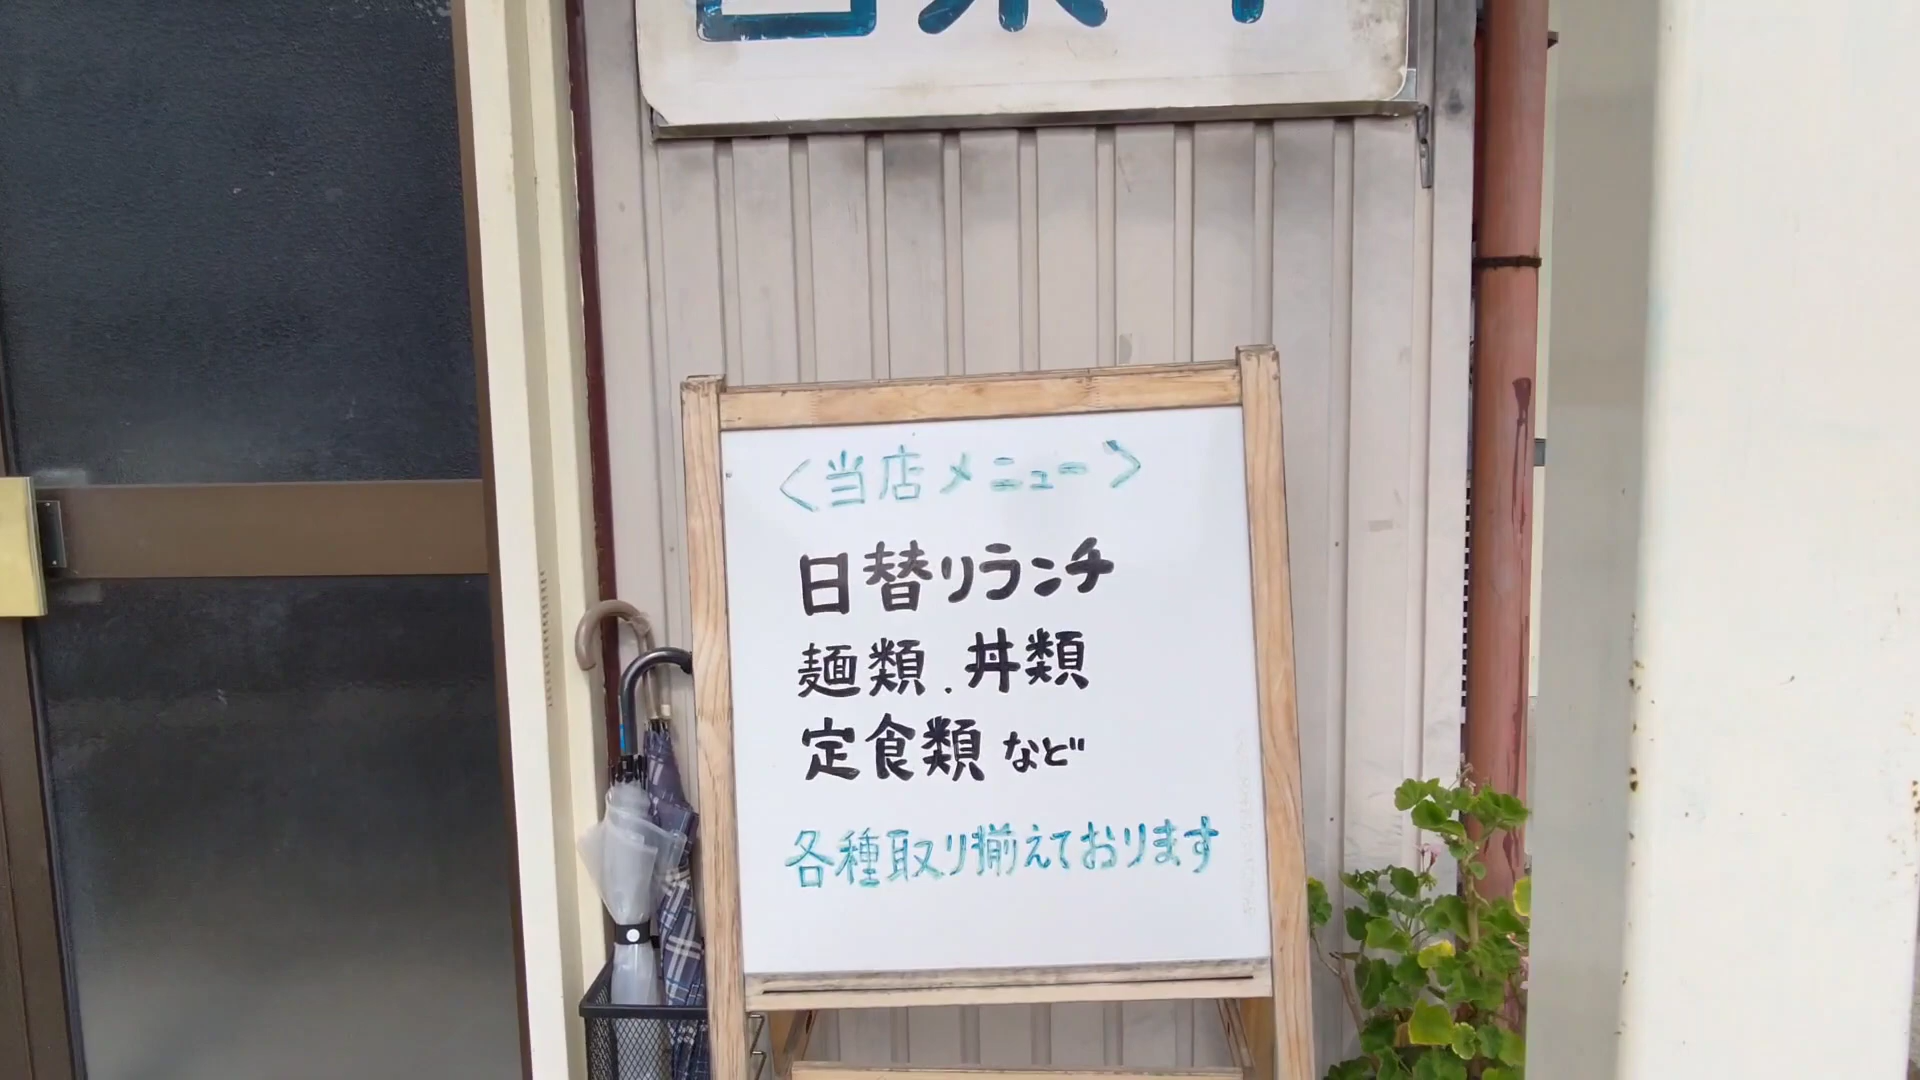 <当店メニュー>
日替りランチ
麺類.丼類
定食類など
各種取り揃えております